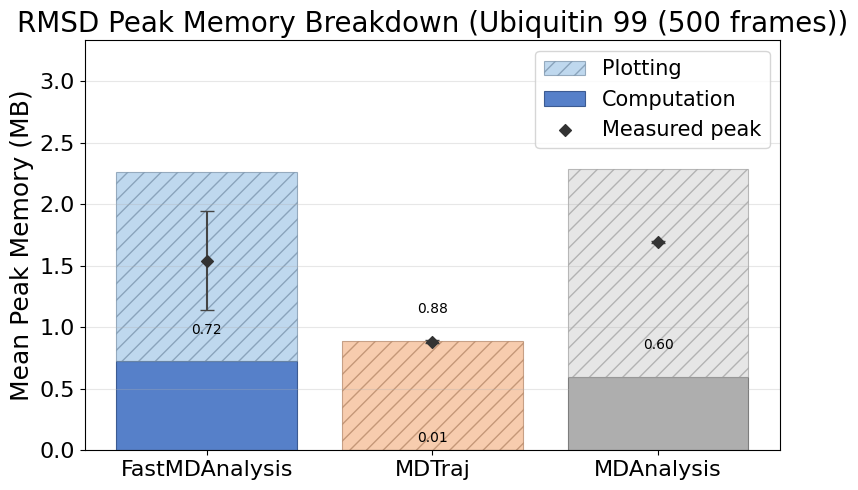 RMSD Peak Memory Breakdown (Ubiquitin 99 (500 frames))
Mean Peak Memory (MB)
3.0
2.5
2.0
1.5
1.0
0.5
0.0
Plotting
Computation
Measured peak
0.72
0.88
0.01
0.60
FastMDAnalysis
MDTraj
MDAnalysis